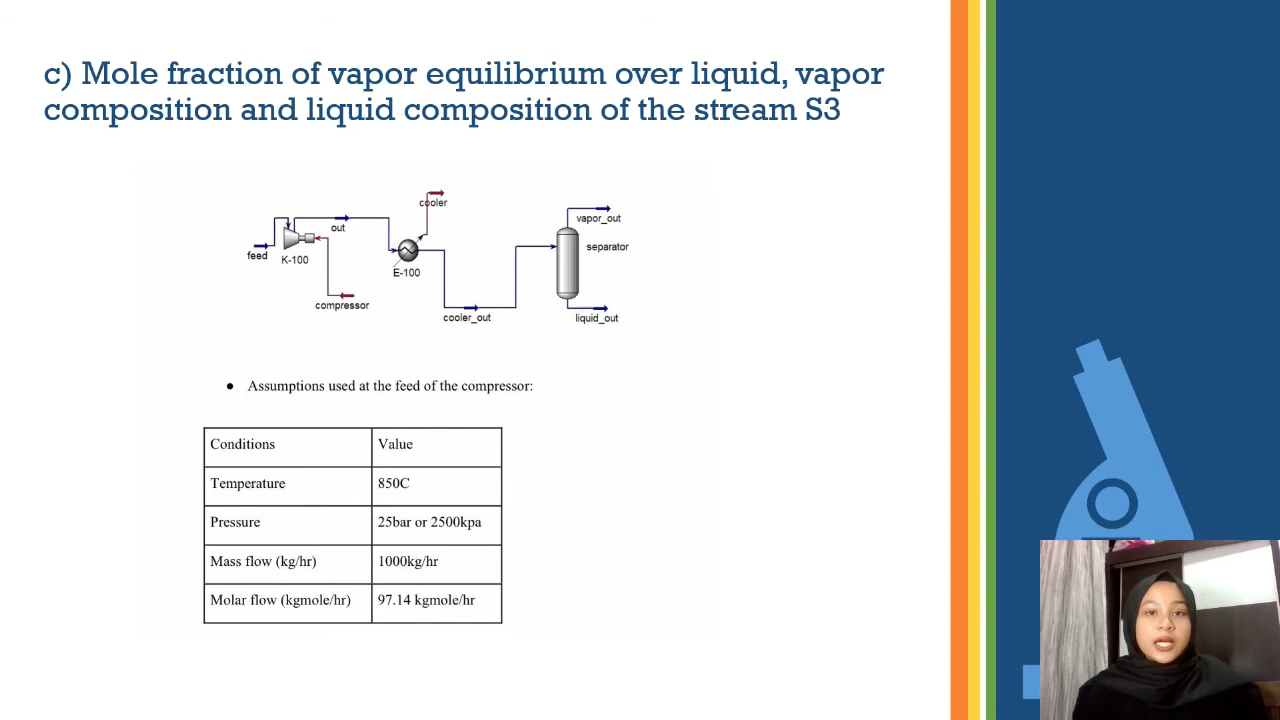 c) Mole fraction of vapor equilibrium over liquid, vapor
composition and liquid composition of the stream S3
cooler
out
vapor_out
feed
K-100
E-100
separator
compressor
cooler_out
liquid_out
● Assumptions used at the feed of the compressor:
Conditions Value
Temperature 850C
Pressure 25bar or 2500kpa
Mass flow (kg/hr) 1000kg/hr
Molar flow (kgmole/hr) 97.14 kgmole/hr